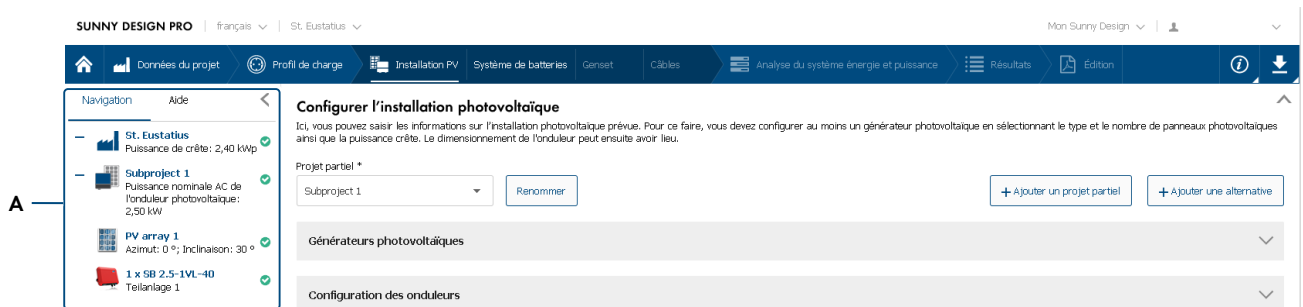 SUNNY DESIGN PRO français St. Eustatius Mon Sunny Design
Données du projet Profil de charge Installation PV Système de batteries Genset Câbles Analyse du système énergie et puissance Résultats Édition
Navigation Aide
St. Eustatius
Puissance de crête: 2,40 kWp
Subproject 1
Puissance nominale AC de
l'onduleur photovoltaïque:
2,50 kW
PV array 1
Azimut: 0 °; Inclinaison: 30 °
1 x SB 2.5-1VL-40
Teilanlage 1
A
Configurer l’installation photovoltaïque
Ici, vous pouvez saisir les informations sur l'installation photovoltaïque prévue. Pour ce faire, vous devez configurer au moins un générateur photovoltaïque en sélectionnant le type et le nombre de panneaux photovoltaïques
ainsi que la puissance crête. Le dimensionnement de l'onduleur peut ensuite avoir lieu.
Projet partiel *
Subproject 1 Renommer + Ajouter un projet partiel + Ajouter une alternative
Générateurs photovoltaïques
Configuration des onduleurs